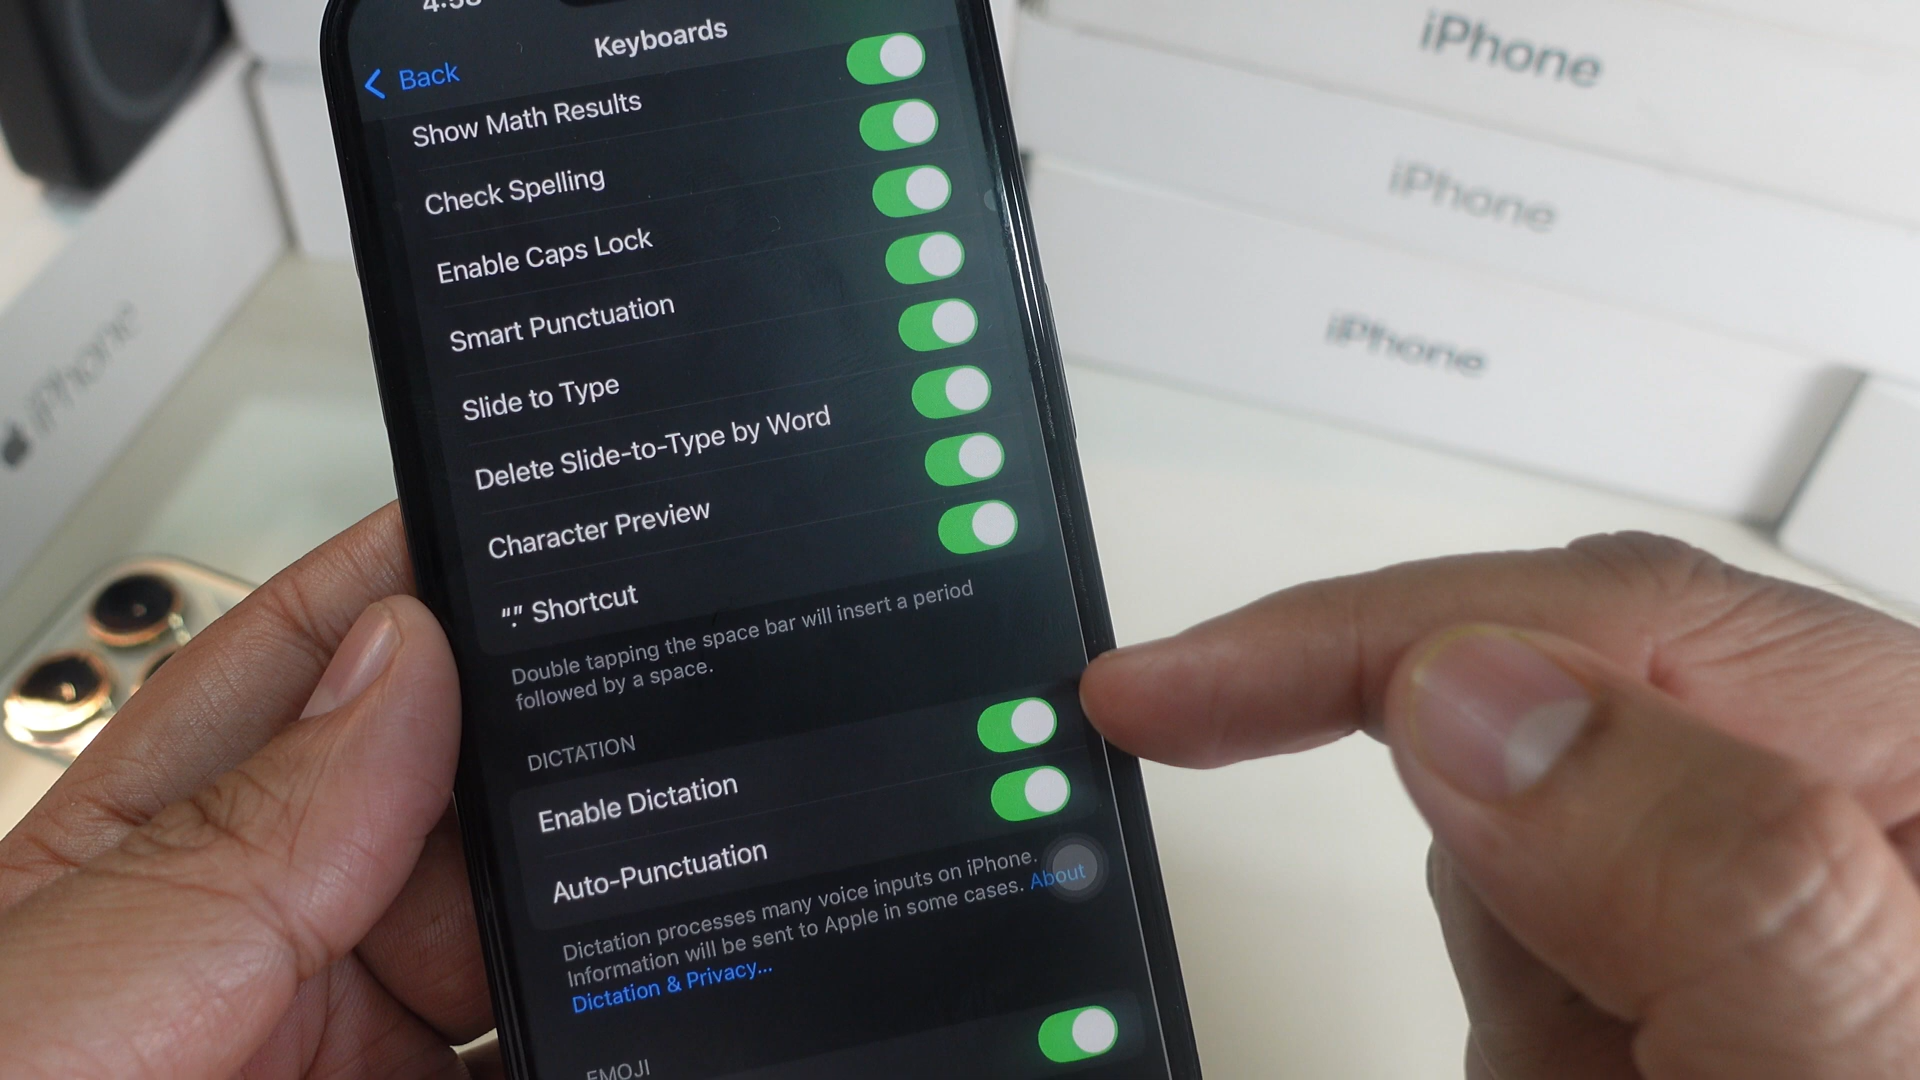 Keyboards
Back
Show Math Results
Check Spelling
Enable Caps Lock
Smart Punctuation
Slide to Type
Delete Slide-to-Type by Word
Character Preview
“.” Shortcut
Double tapping the space bar will insert a period
followed by a space.
DICTATION
Enable Dictation
Auto-Punctuation
Dictation processes many voice inputs on iPhone.
Information will be sent to Apple in some cases. About
Dictation & Privacy...
EMOJI
iPhone
iPhone
iPhone
iPhone